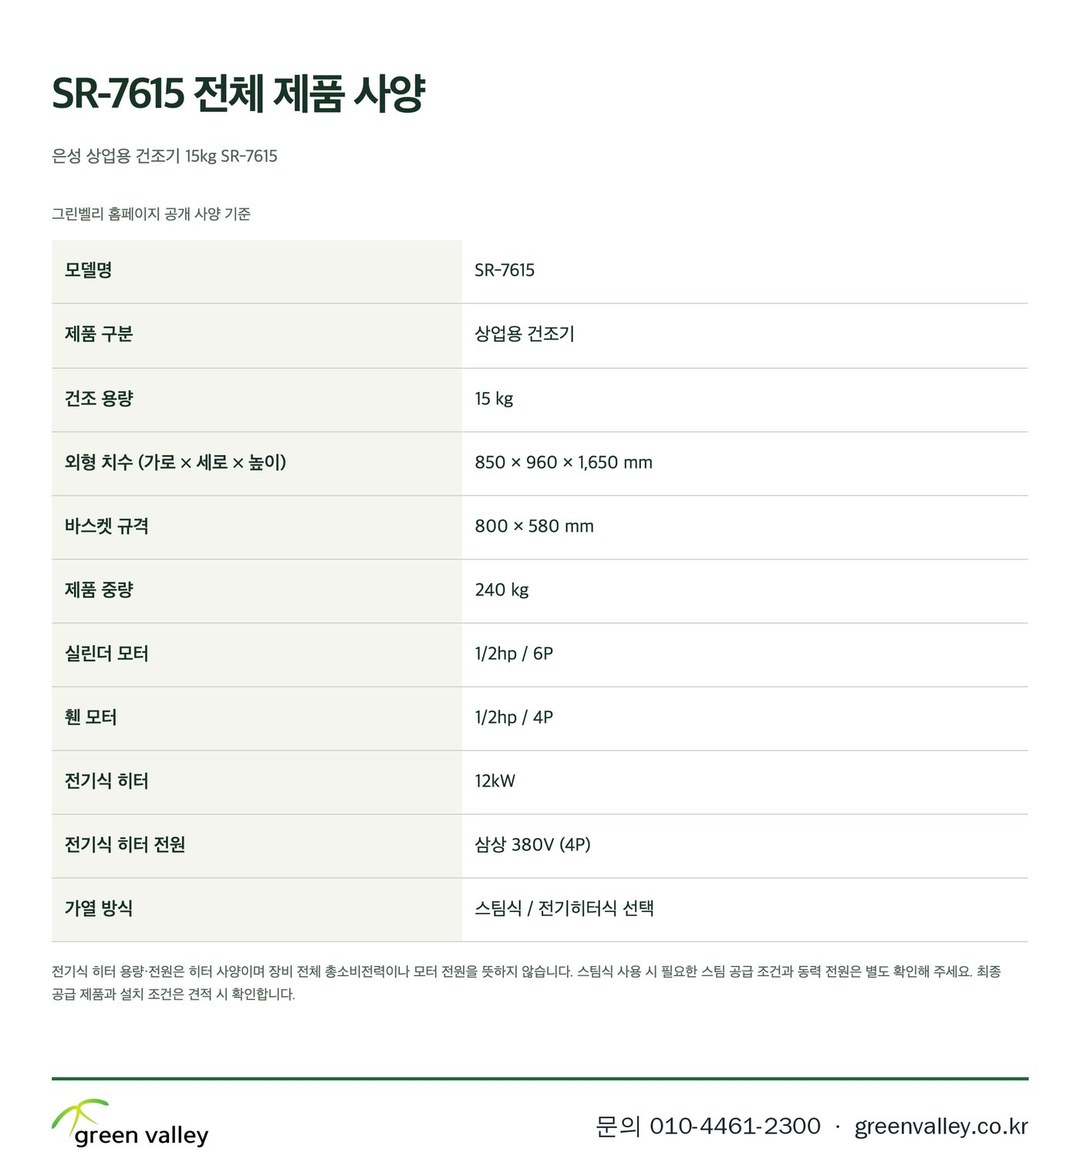 SR-7615 전체 제품 사양
은성 상업용 건조기 15kg SR-7615
그린벨리 홈페이지 공개 사양 기준
모델명 SR-7615
제품 구분 상업용 건조기
건조 용량 15 kg
외형 치수 (가로 × 세로 × 높이) 850 × 960 × 1,650 mm
바스켓 규격 800 × 580 mm
제품 중량 240 kg
실린더 모터 1/2hp / 6P
휀 모터 1/2hp / 4P
전기식 히터 12kW
전기식 히터 전원 삼상 380V (4P)
가열 방식 스팀식 / 전기히터식 선택
전기식 히터 용량·전원은 히터 사양이며 장비 전체 총소비전력이나 모터 전원을 뜻하지 않습니다. 스팀식 사용 시 필요한 스팀 공급 조건과 동력 전원은 별도 확인해 주세요. 최종
공급 제품과 설치 조건은 견적 시 확인합니다.
green valley
문의 010-4461-2300 · greenvalley.co.kr